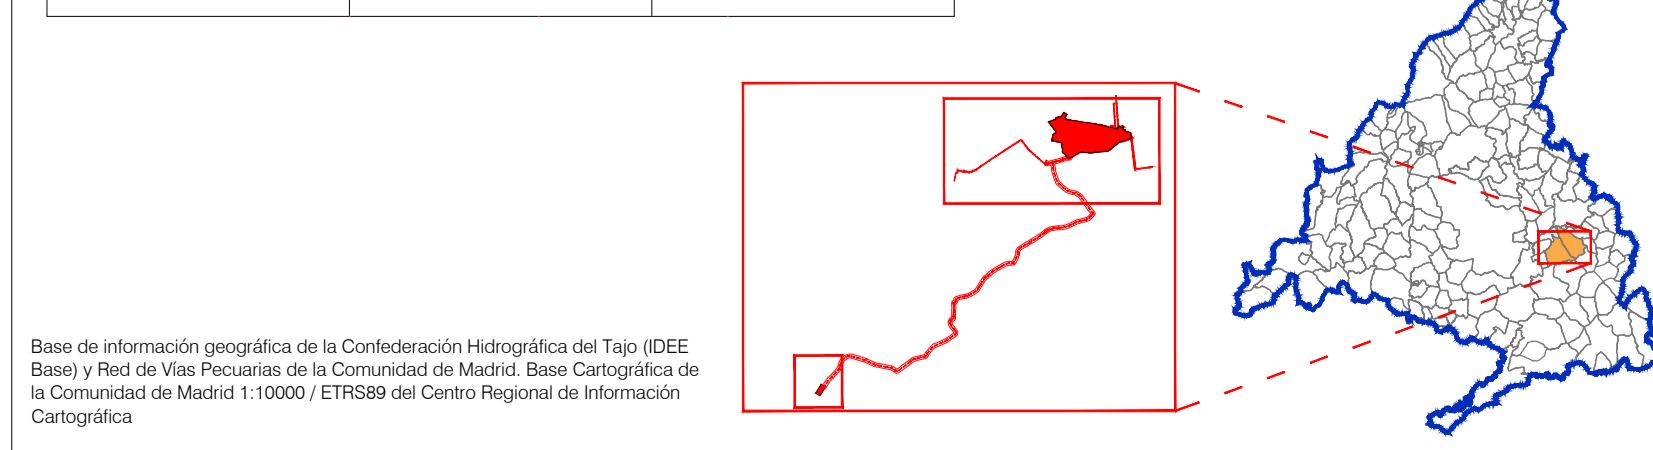 Base de información geográfica de la Confederación Hidrográfica del Tajo (IDEE
Base) y Red de Vías Pecuarias de la Comunidad de Madrid. Base Cartográfica de
la Comunidad de Madrid 1:10000 / ETRS89 del Centro Regional de Información
Cartográfica